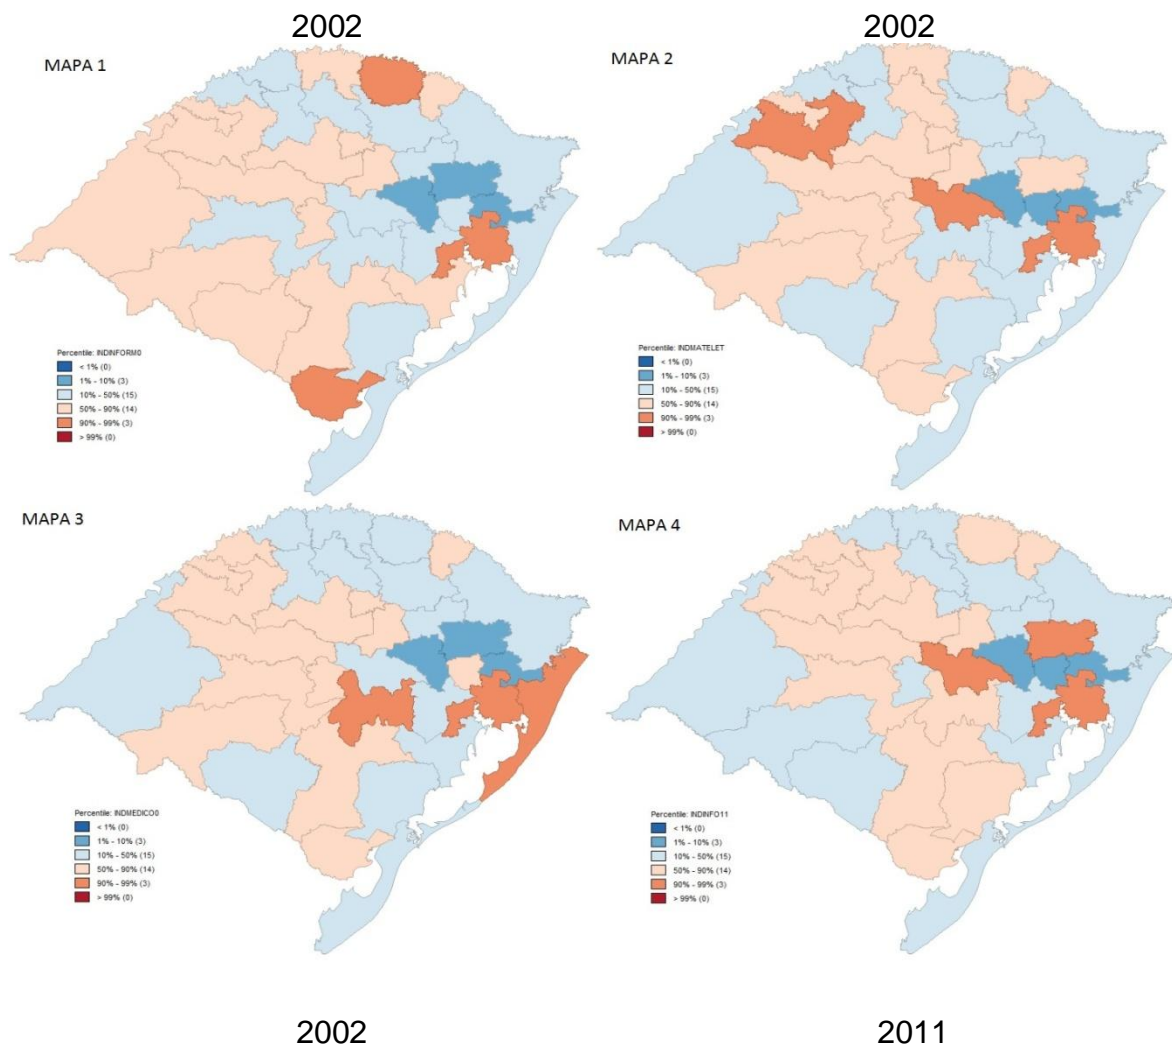 2002
2002
MAPA 1
MAPA 2
Percentile: INDINFORM0
< 1% (0)
1% - 10% (3)
10% - 50% (15)
50% - 90% (14)
90% - 99% (3)
> 99% (0)
Percentile: INDMATELET
< 1% (0)
1% - 10% (3)
10% - 50% (15)
50% - 90% (14)
90% - 99% (3)
> 99% (0)
MAPA 3
MAPA 4
Percentile: INDMEDICO0
< 1% (0)
1% - 10% (3)
10% - 50% (15)
50% - 90% (14)
90% - 99% (3)
> 99% (0)
Percentile: INDINFO11
< 1% (0)
1% - 10% (3)
10% - 50% (15)
50% - 90% (14)
90% - 99% (3)
> 99% (0)
2002
2011